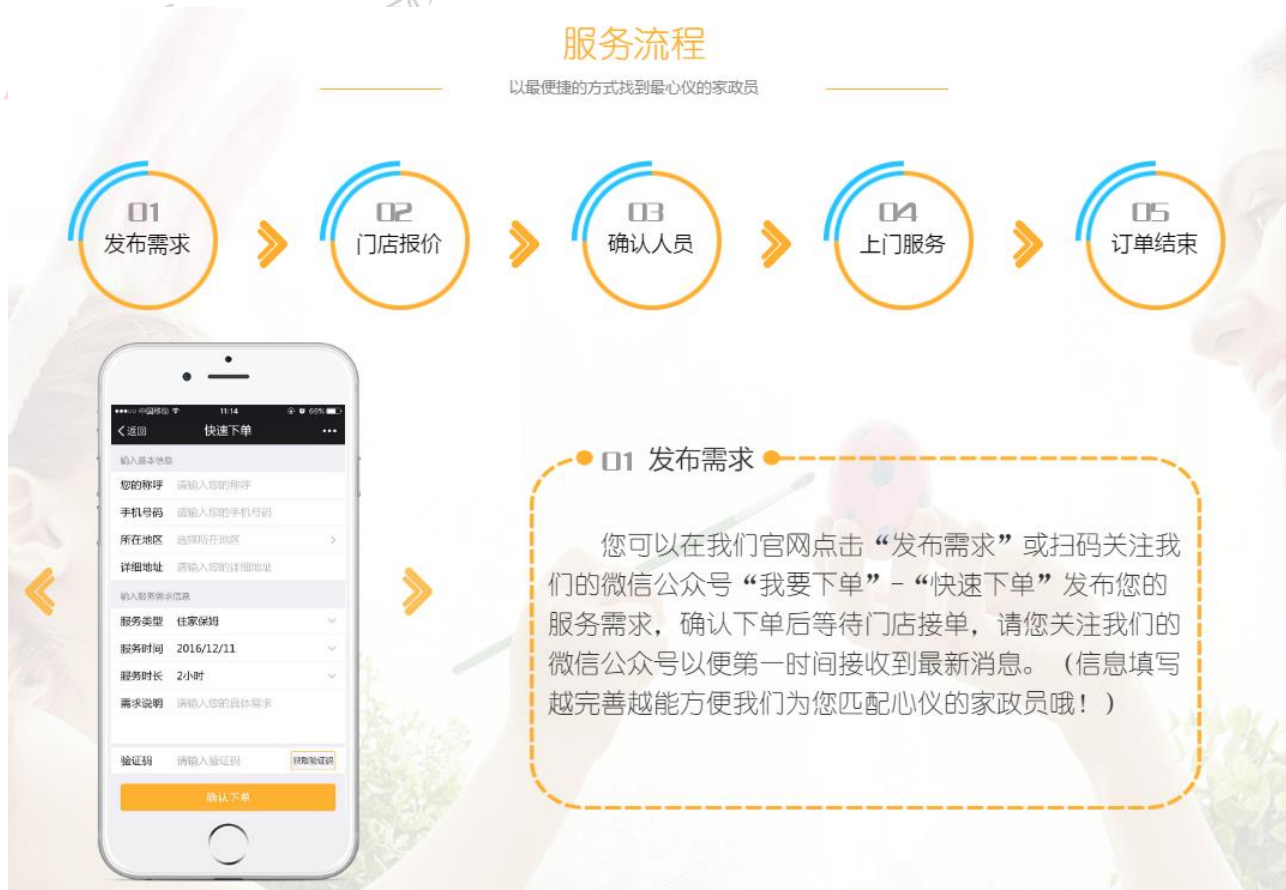 服务流程
以最便捷的方式找到最心仪的家政员
01
发布需求
02
门店报价
03
确认人员
04
上门服务
05
订单结束
中国移动 11:14 69%
返回 快速下单
输入基本信息
您的称呼 请输入您的称呼
手机号码 请输入您的手机号码
所在地区 选择所在地区
详细地址 请输入您的详细地址
输入服务需求信息
服务类型 住家保姆
服务时间 2016/12/11
服务时长 2小时
需求说明 请输入您的具体需求
验证码 请输入验证码 获取验证码
确认下单
01 发布需求
您可以在我们官网点击“发布需求”或扫码关注我
们的微信公众号“我要下单”-“快速下单”发布您的
服务需求，确认下单后等待门店接单，请您关注我们的
微信公众号以便第一时间接收到最新消息。（信息填写
越完善越能方便我们为您匹配心仪的家政员哦！）